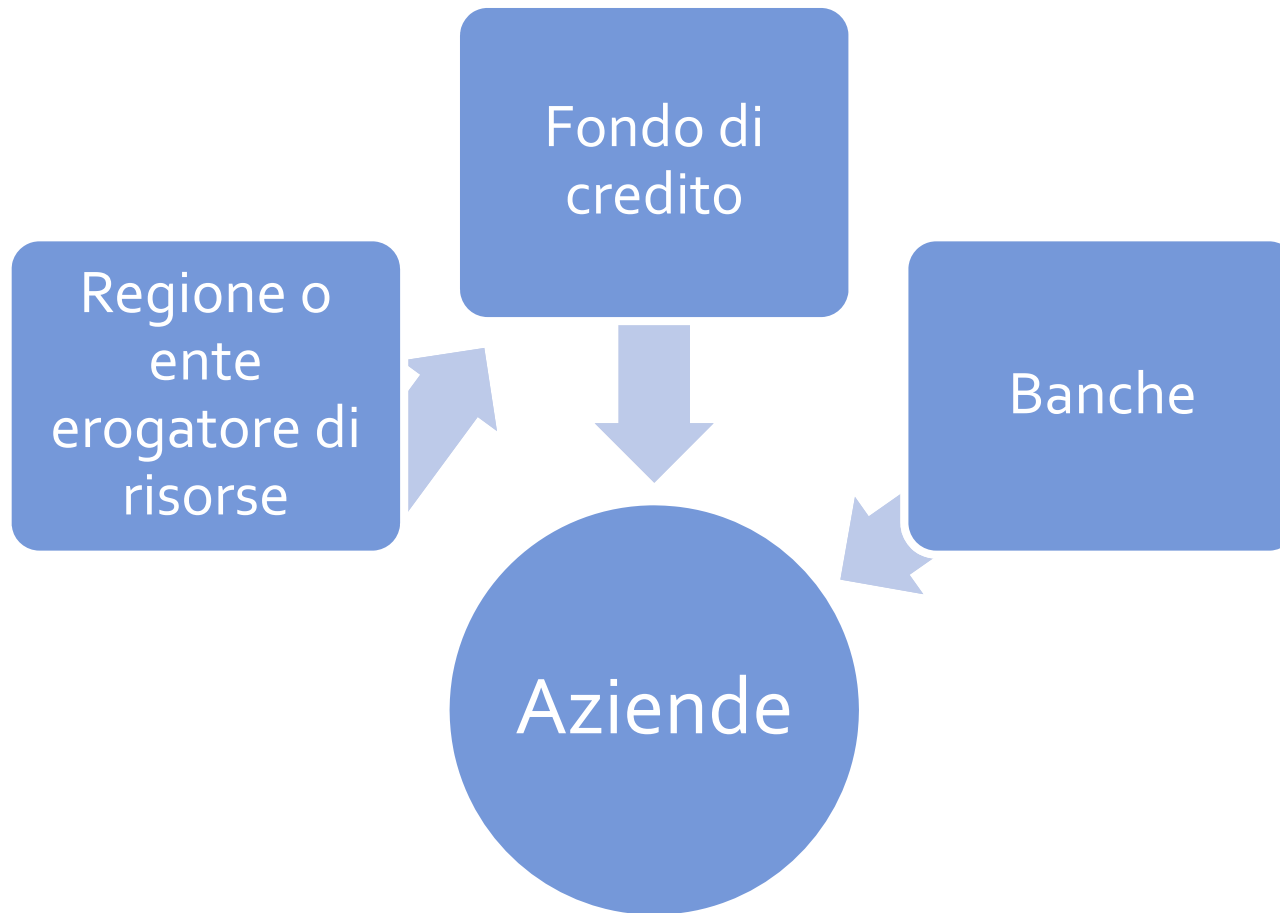 Fondo di
credito
Regione o
ente
erogatore di
risorse
Banche
Aziende